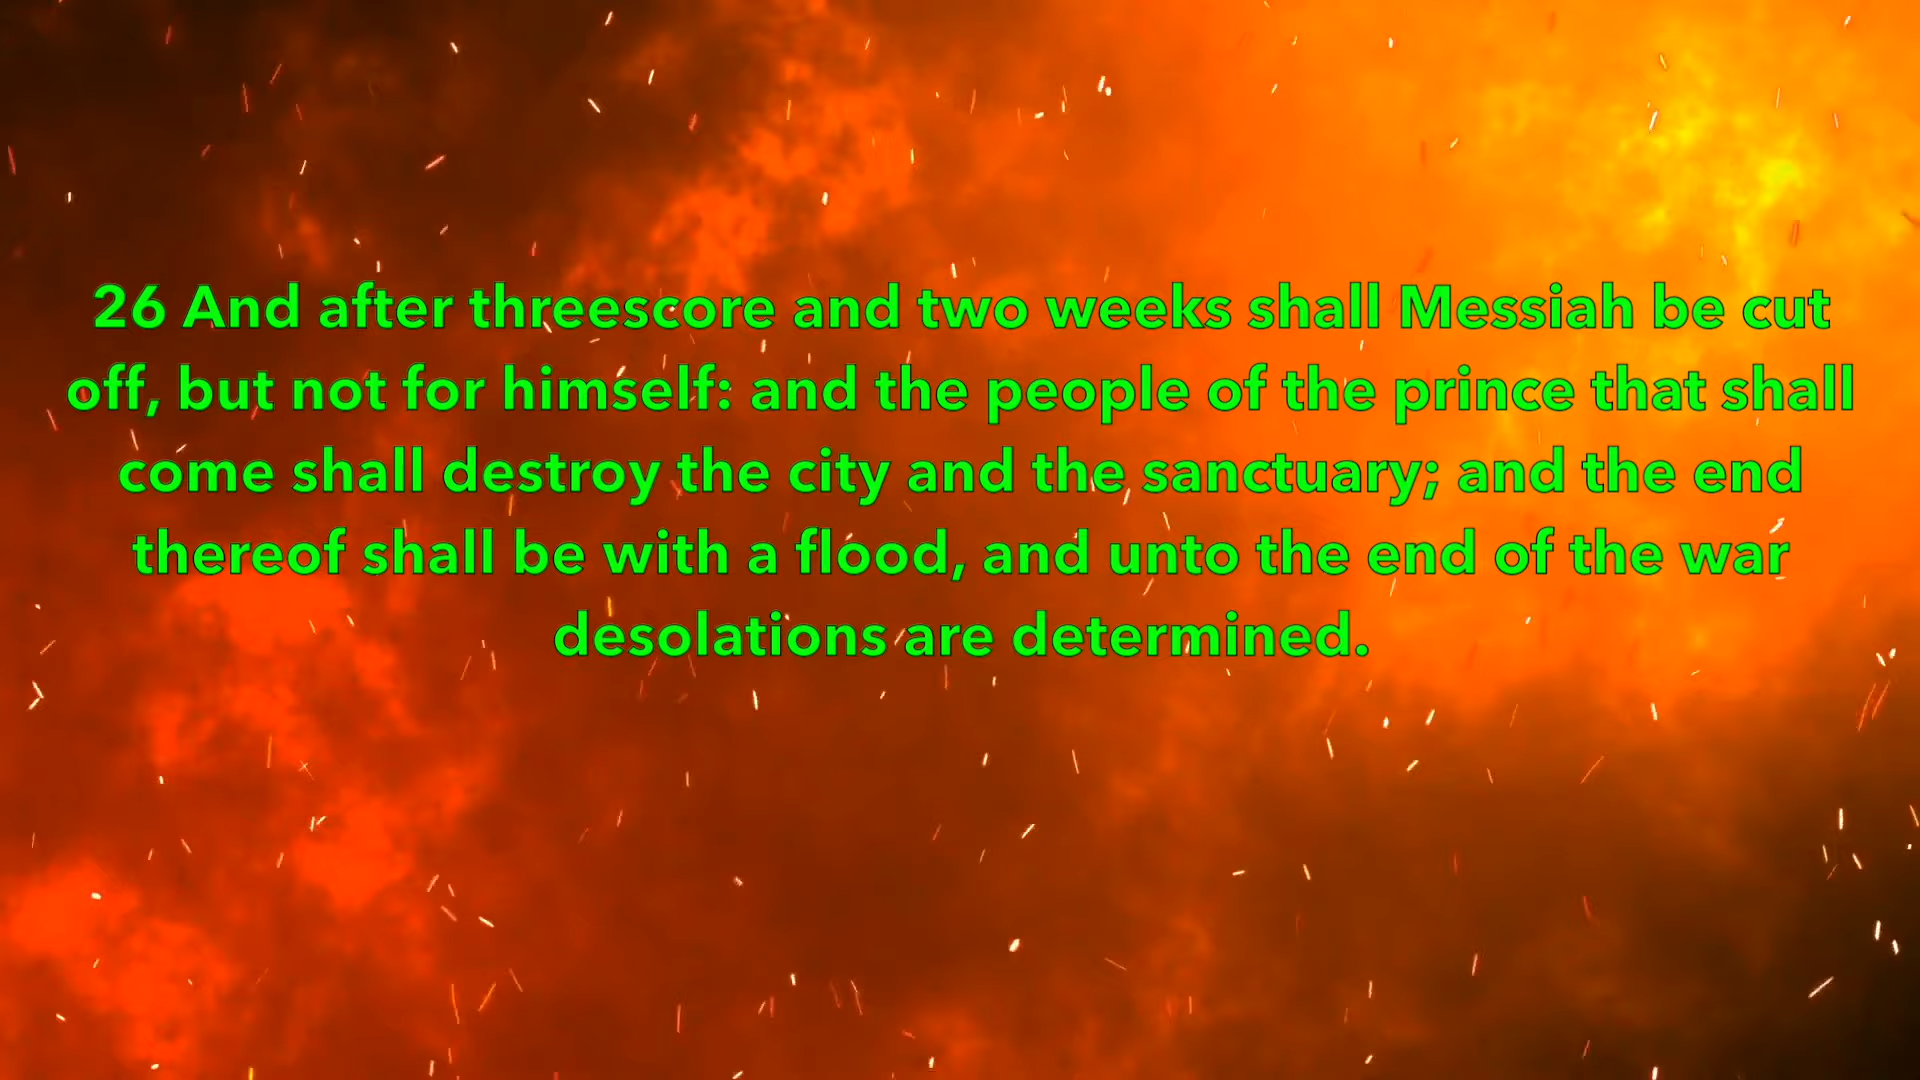 26 And after threescore and two weeks shall Messiah be cut
off, but not for himself: and the people of the prince that shall
come shall destroy the city and the sanctuary; and the end
thereof shall be with a flood, and unto the end of the war
desolations are determined.